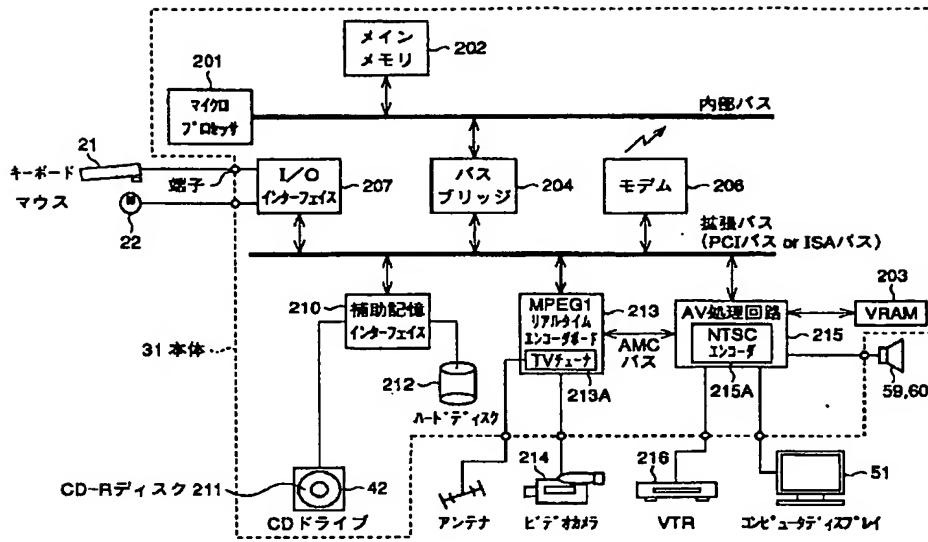 メイン
メモリ
202
201
マイクロ
プロセッサ
内部バス
21
キーボード
端子
I/O
インターフェイス
207
バス
ブリッジ
204
モデム
206
マウス
22
拡張バス
(PCIバス or ISAバス)
210
補助記憶
インターフェイス
MPEG1
リアルタイム
エンコーダボード
TVチューナ
213
213A
AMC
バス
AV処理回路
NTSC
エンコーダ
215
215A
203
VRAM
59,60
31本体
212
ハードディスク
CD-Rディスク 211
42
CDドライブ
アンテナ
214
ビデオカメラ
216
VTR
51
コンピュータディスプレイ